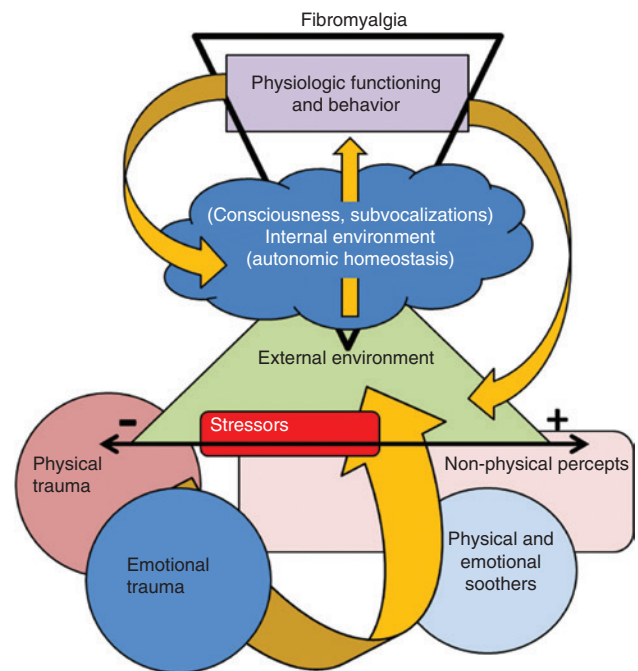 Fibromyalgia
Physiologic functioning
and behavior
(Consciousness, subvocalizations)
Internal environment
(autonomic homeostasis)
External environment
-
+
Stressors
Physical
trauma
Non-physical percepts
Emotional
trauma
Physical and
emotional
soothers